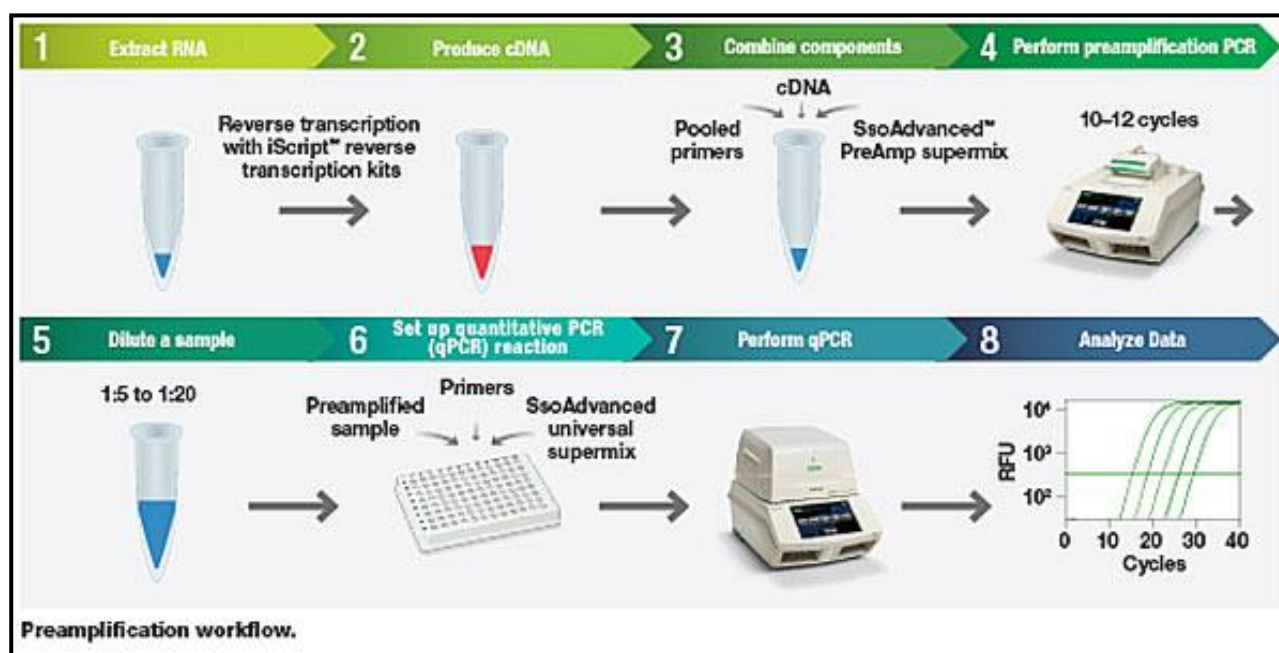 1 Extract RNA
2 Produce cDNA
3 Combine components
4 Perform preamplification PCR
Reverse transcription
with iScript™ reverse
transcription kits
cDNA
Pooled
primers
SsoAdvanced™
PreAmp supermix
10–12 cycles
5 Dilute a sample
6 Set up quantitative PCR
(qPCR) reaction
7 Perform qPCR
8 Analyze Data
1:5 to 1:20
Preamplified
sample
Primers
SsoAdvanced
universal
supermix
RFU
10⁴
10³
10²
0 10 20 30 40
Cycles
Preamplification workflow.